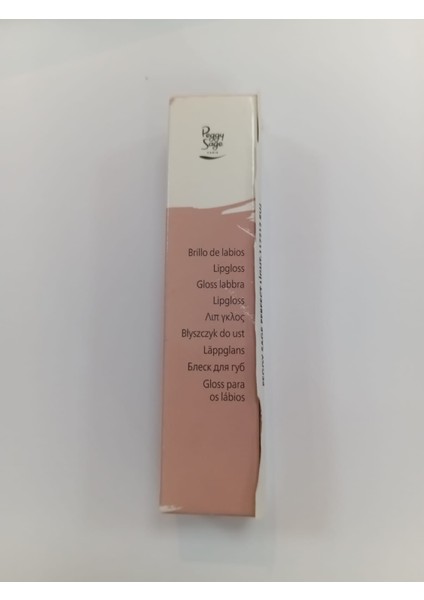 Peggy
Sage
PARIS
Brillo de labios
Lipgloss
Gloss labbra
Lipgloss
Λιπ γκλος
Błyszczyk do ust
Läppglans
Блеск для губ
Gloss para
os lábios